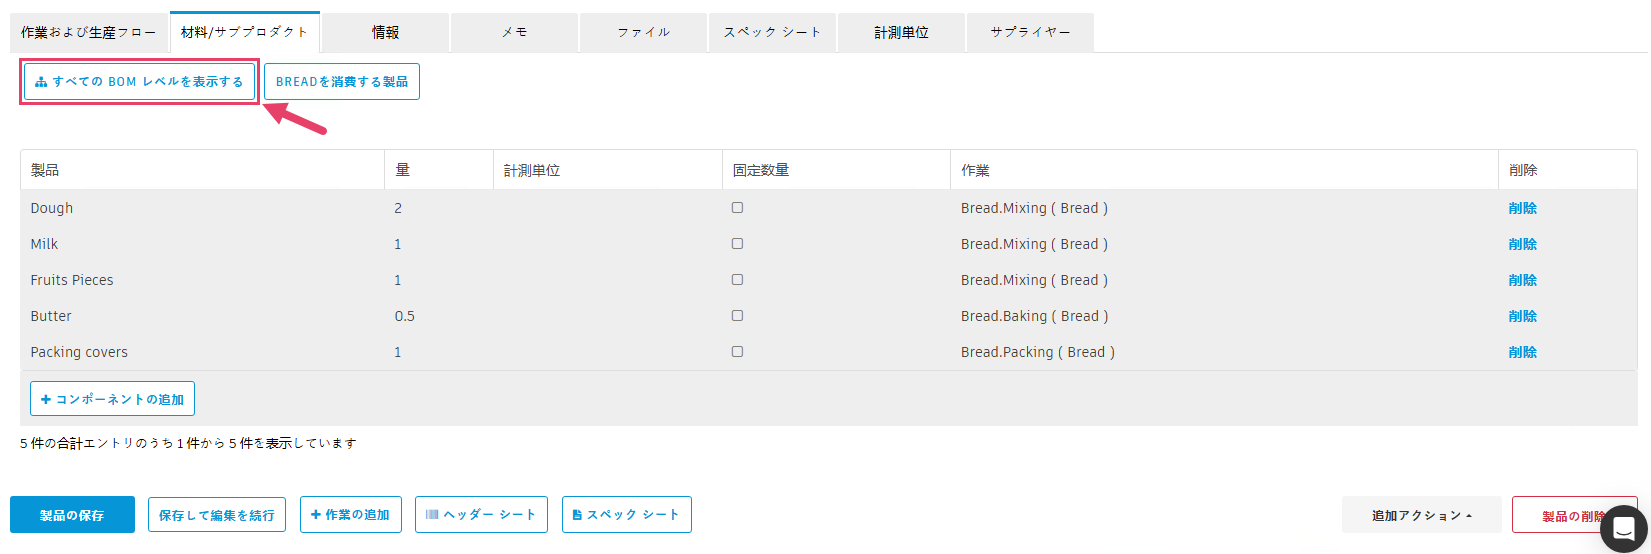 作業および生産フロー 材料/サブプロダクト 情報 メモ ファイル スペック シート 計測単位 サプライヤー
すべての BOM レベルを表示する BREADを消費する製品
製品 量 計測単位 固定数量 作業 削除
Dough 2 Bread.Mixing ( Bread ) 削除
Milk 1 Bread.Mixing ( Bread ) 削除
Fruits Pieces 1 Bread.Mixing ( Bread ) 削除
Butter 0.5 Bread.Baking ( Bread ) 削除
Packing covers 1 Bread.Packing ( Bread ) 削除
+ コンポーネントの追加
5 件の合計エントリのうち 1 件から 5 件を表示しています
製品の保存 保存して編集を続行 + 作業の追加 ヘッダー シート スペック シート 追加アクション 製品の削除